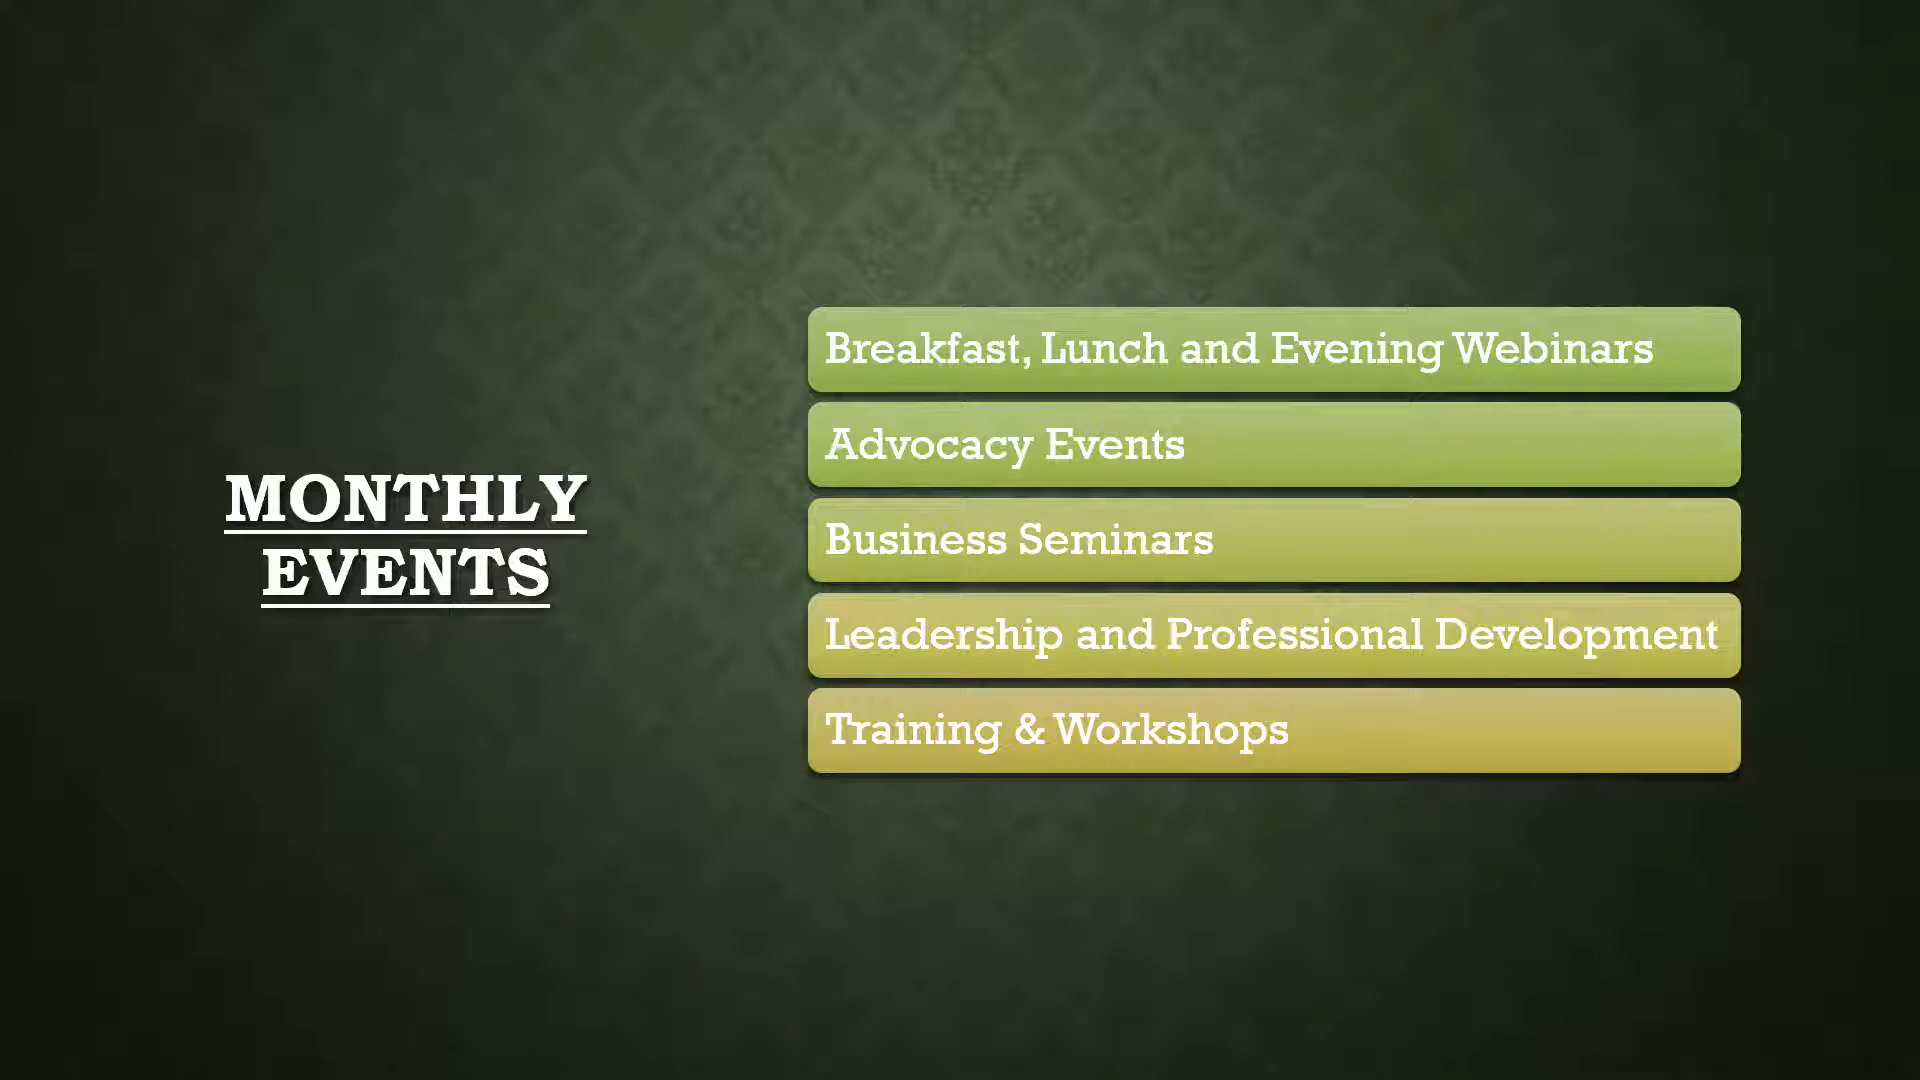 MONTHLY
EVENTS
Breakfast, Lunch and Evening Webinars
Advocacy Events
Business Seminars
Leadership and Professional Development
Training & Workshops